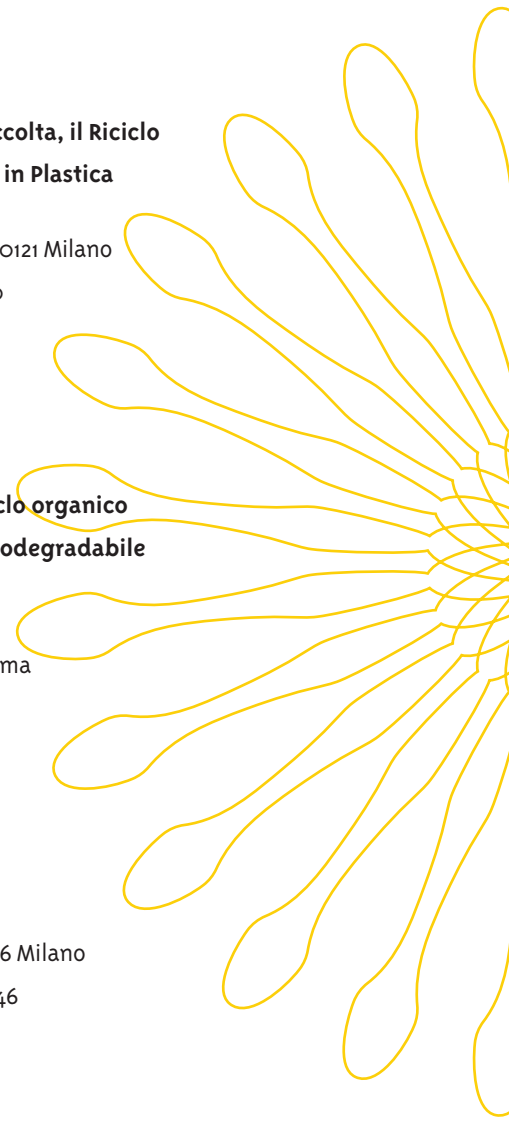 ccolta, il Riciclo
in Plastica
0121 Milano
clo organico
odegradabile
ma
6 Milano
46